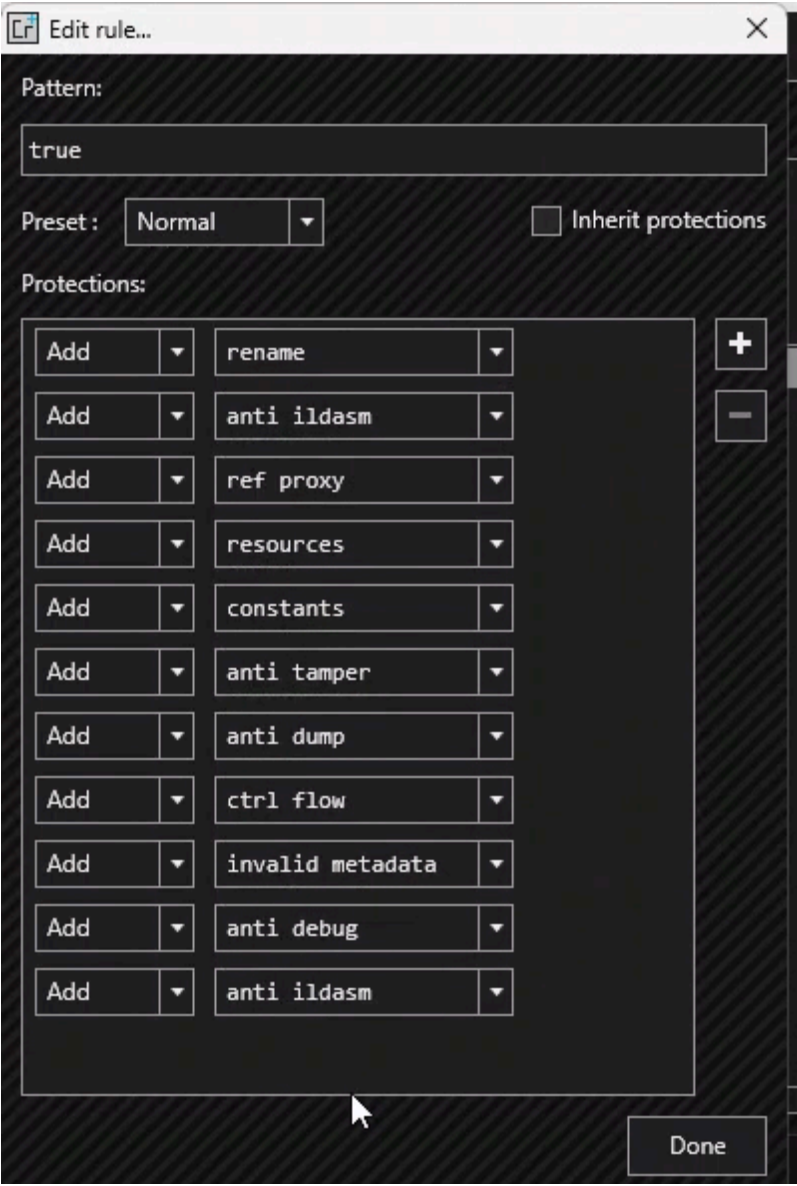 Cr Edit rule...
Pattern:
true
Preset : Normal Inherit protections
Protections:
Add rename
Add anti ildasm
Add ref proxy
Add resources
Add constants
Add anti tamper
Add anti dump
Add ctrl flow
Add invalid metadata
Add anti debug
Add anti ildasm
Done